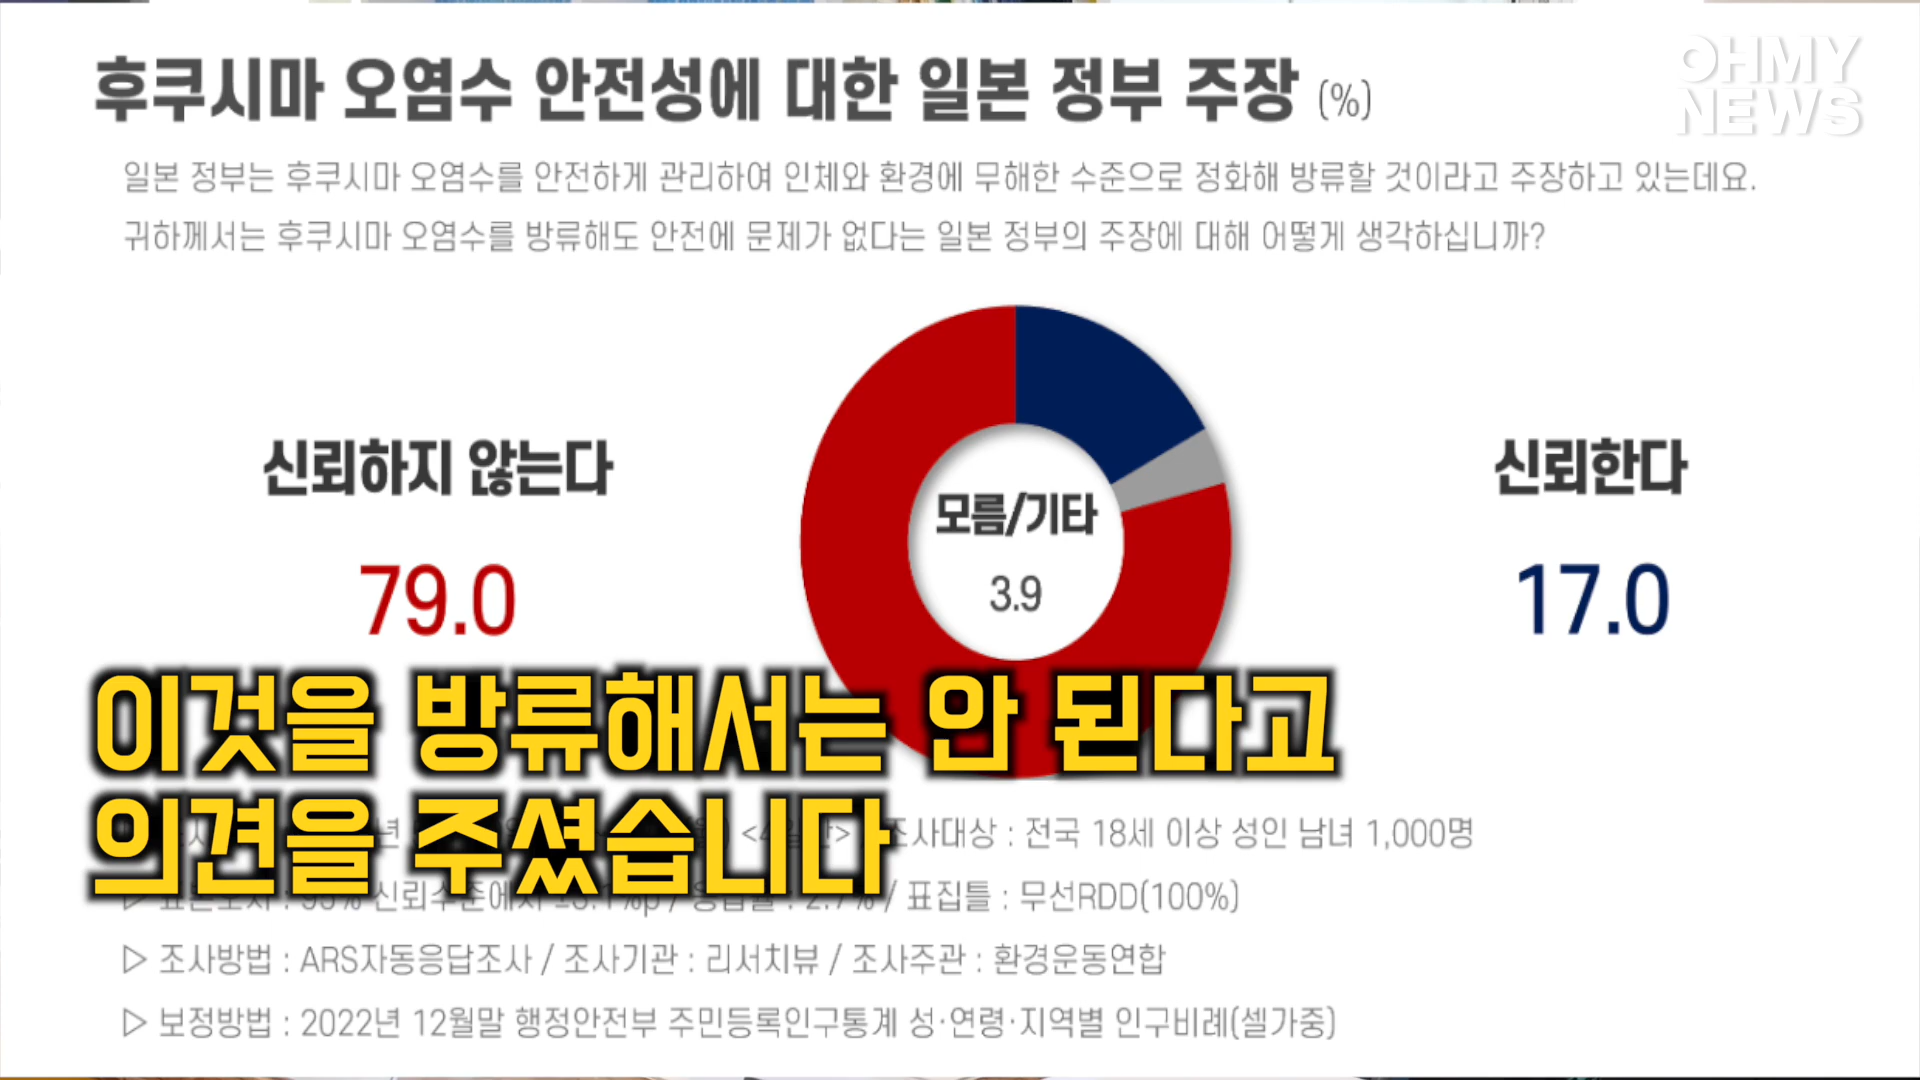 후쿠시마 오염수 안전성에 대한 일본 정부 주장 (%)
OHMY
NEWS
일본 정부는 후쿠시마 오염수를 안전하게 관리하여 인체와 환경에 무해한 수준으로 정화해 방류할 것이라고 주장하고 있는데요.
귀하께서는 후쿠시마 오염수를 방류해도 안전에 문제가 없다는 일본 정부의 주장에 대해 어떻게 생각하십니까?
신뢰하지 않는다
79.0
모름/기타
3.9
신뢰한다
17.0
이것을 방류해서는 안 된다고
의견을 주셨습니다
조사대상 : 전국 18세 이상 성인 남녀 1,000명
/ 표집틀 : 무선RDD(100%)
▷ 조사방법 : ARS자동응답조사 / 조사기관 : 리서치뷰 / 조사주관 : 환경운동연합
▷ 보정방법 : 2022년 12월말 행정안전부 주민등록인구통계 성·연령·지역별 인구비례(셀가중)